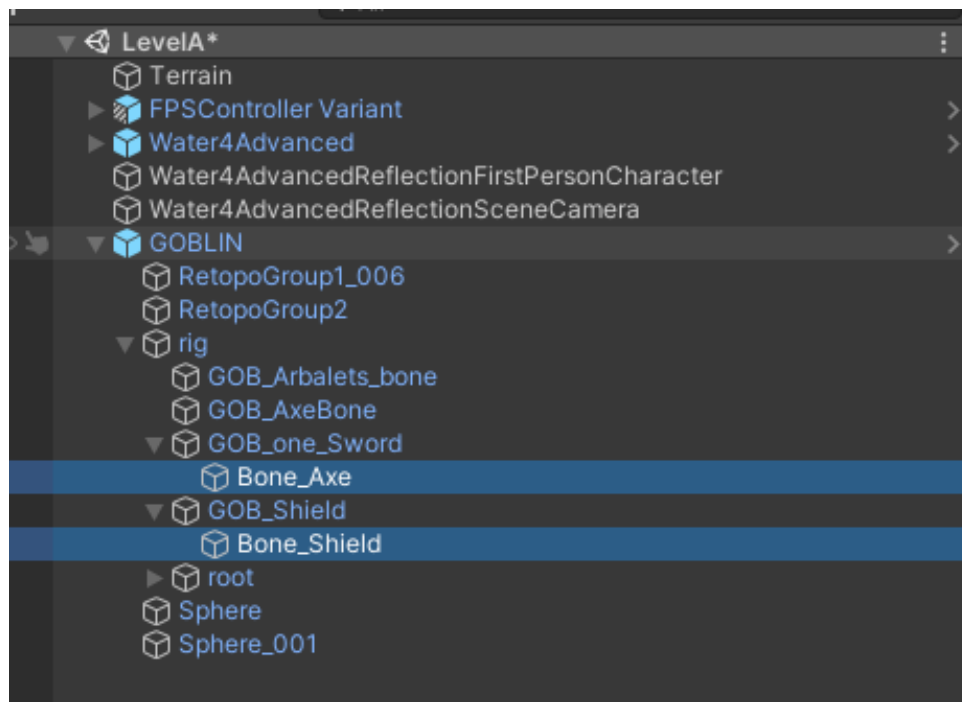 LevelA*
Terrain
FPSController Variant
Water4Advanced
Water4AdvancedReflectionFirstPersonCharacter
Water4AdvancedReflectionSceneCamera
GOBLIN
RetopoGroup1_006
RetopoGroup2
rig
GOB_Arbalets_bone
GOB_AxeBone
GOB_one_Sword
Bone_Axe
GOB_Shield
Bone_Shield
root
Sphere
Sphere_001